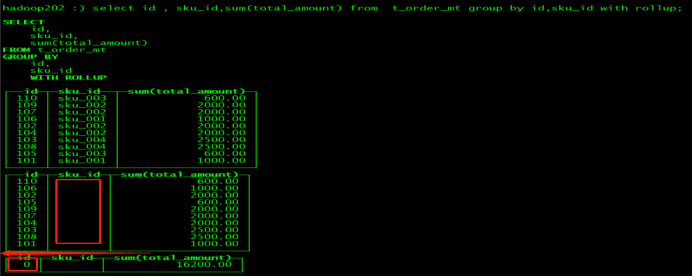 hadoop202 :) select id , sku_id,sum(total_amount) from  t_order_mt group by id,sku_id with rollup;
SELECT
    id,
    sku_id,
    sum(total_amount)
FROM t_order_mt
GROUP BY
    id,
    sku_id
    WITH ROLLUP
id sku_id sum(total_amount)
110 sku_003 600.00
109 sku_002 2000.00
107 sku_002 2000.00
106 sku_001 1000.00
102 sku_002 2000.00
104 sku_002 2000.00
103 sku_004 2500.00
108 sku_004 2500.00
105 sku_003 600.00
101 sku_001 1000.00
id sku_id sum(total_amount)
110 600.00
106 1000.00
102 2000.00
105 600.00
109 2000.00
107 2000.00
104 2000.00
103 2500.00
108 2500.00
101 1000.00
id sku_id sum(total_amount)
0 16200.00